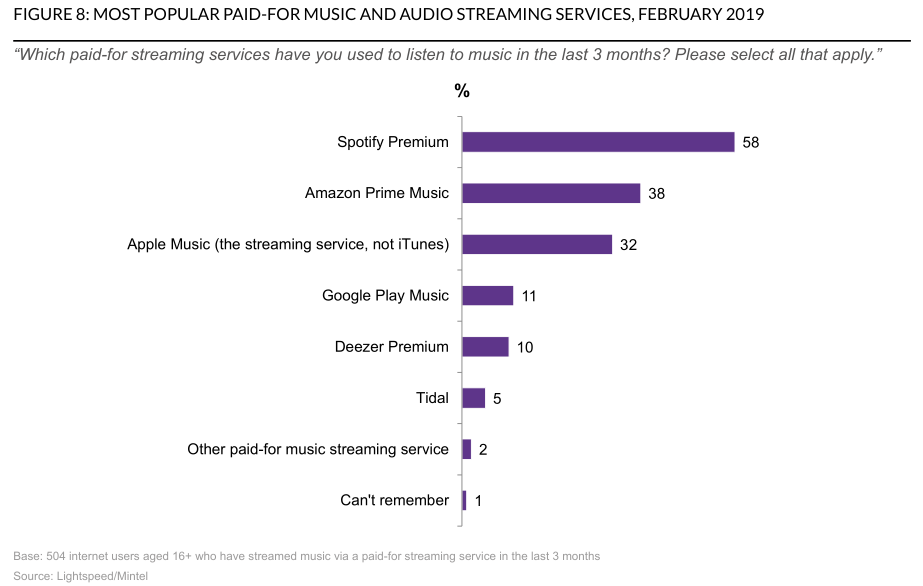 FIGURE 8: MOST POPULAR PAID-FOR MUSIC AND AUDIO STREAMING SERVICES, FEBRUARY 2019
“Which paid-for streaming services have you used to listen to music in the last 3 months? Please select all that apply.”
%
Spotify Premium 58
Amazon Prime Music 38
Apple Music (the streaming service, not iTunes) 32
Google Play Music 11
Deezer Premium 10
Tidal 5
Other paid-for music streaming service 2
Can't remember 1
Base: 504 internet users aged 16+ who have streamed music via a paid-for streaming service in the last 3 months
Source: Lightspeed/Mintel